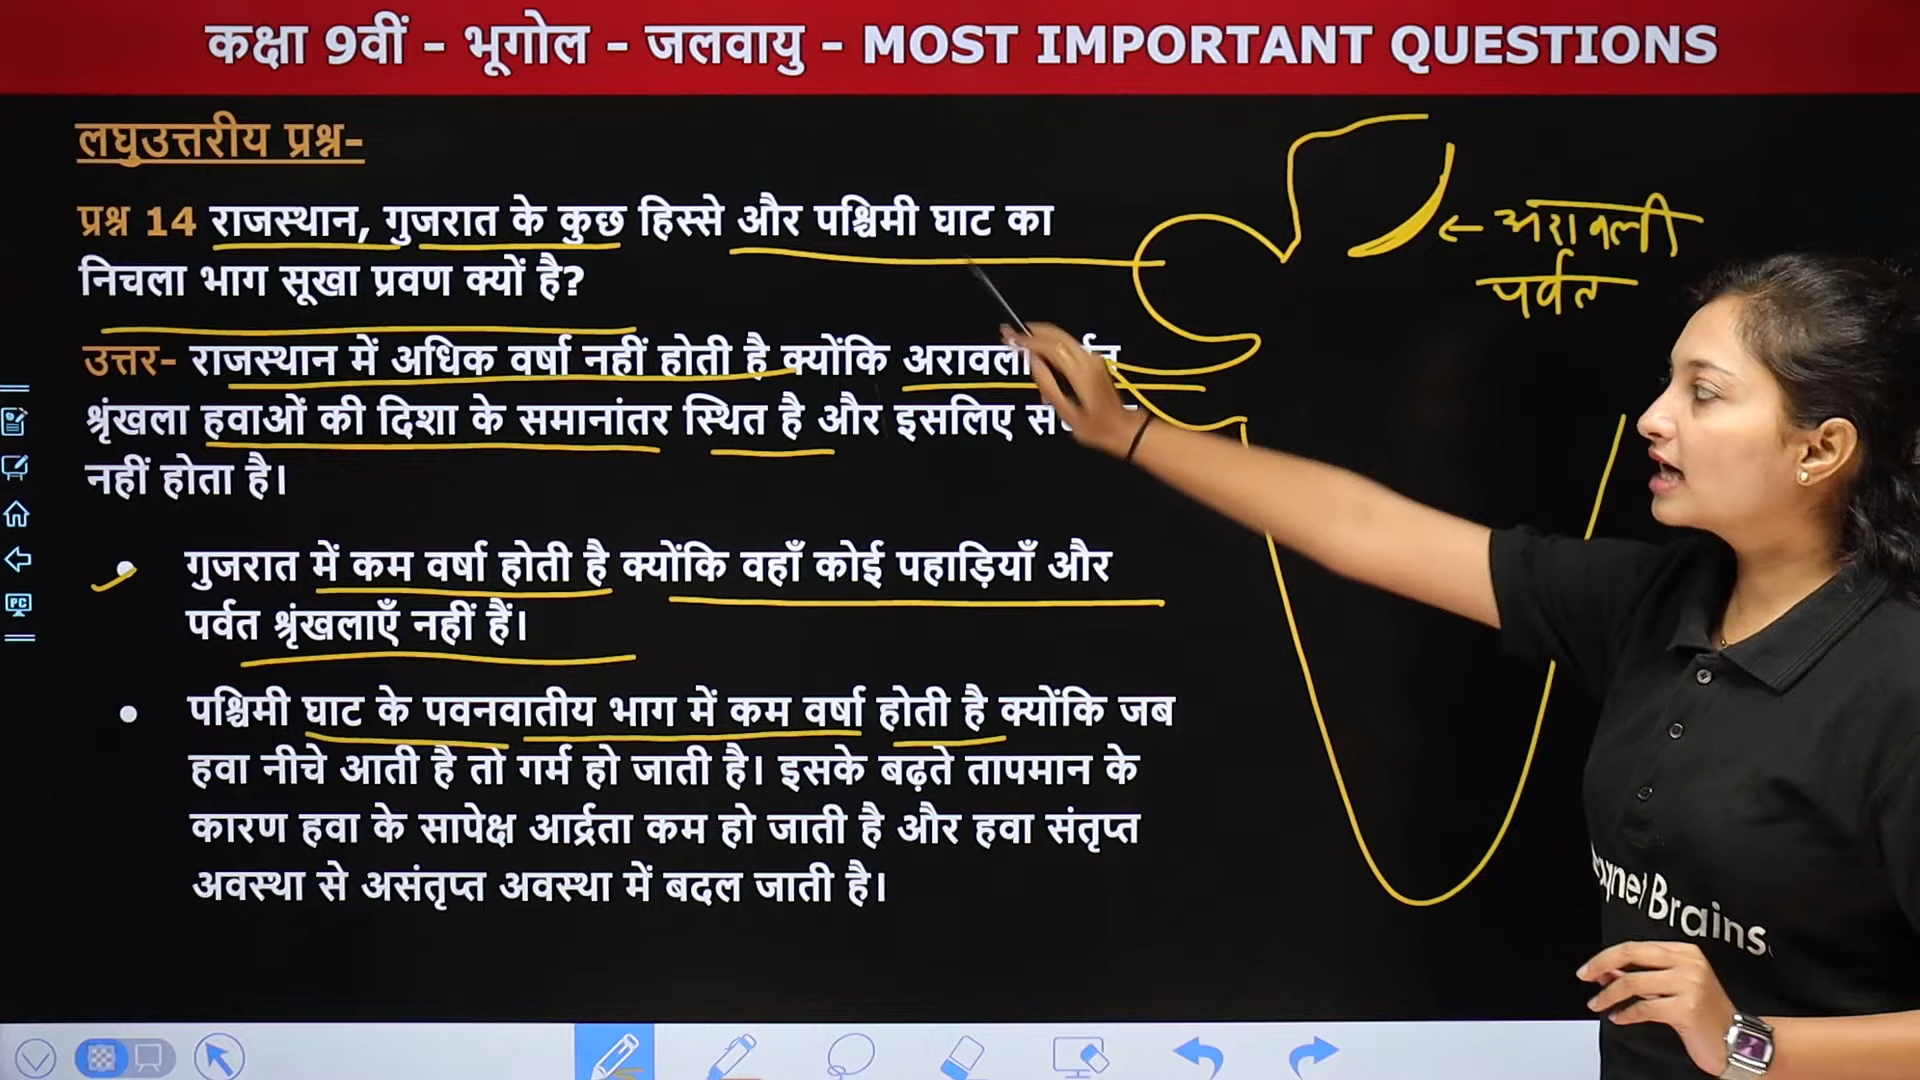 कक्षा 9वीं - भूगोल - जलवायु - MOST IMPORTANT QUESTIONS
लघुउत्तरीय प्रश्न-
प्रश्न 14 राजस्थान, गुजरात के कुछ हिस्से और पश्चिमी घाट का
निचला भाग सूखा प्रवण क्यों है?
उत्तर- राजस्थान में अधिक वर्षा नहीं होती है क्योंकि
श्रृंखला हवाओं की दिशा के समानांतर स्थित है और इसलिए
नहीं होता है।
• गुजरात में कम वर्षा होती है क्योंकि वहाँ कोई पहाड़ियाँ और
पर्वत श्रृंखलाएँ नहीं हैं।
• पश्चिमी घाट के पवनवातीय भाग में कम वर्षा होती है क्योंकि जब
हवा नीचे आती है तो गर्म हो जाती है। इसके बढ़ते तापमान के
कारण हवा के सापेक्ष आर्द्रता कम हो जाती है और हवा संतृप्त
अवस्था से असंतृप्त अवस्था में बदल जाती है।
अरावली
पर्वत
Brains
PC